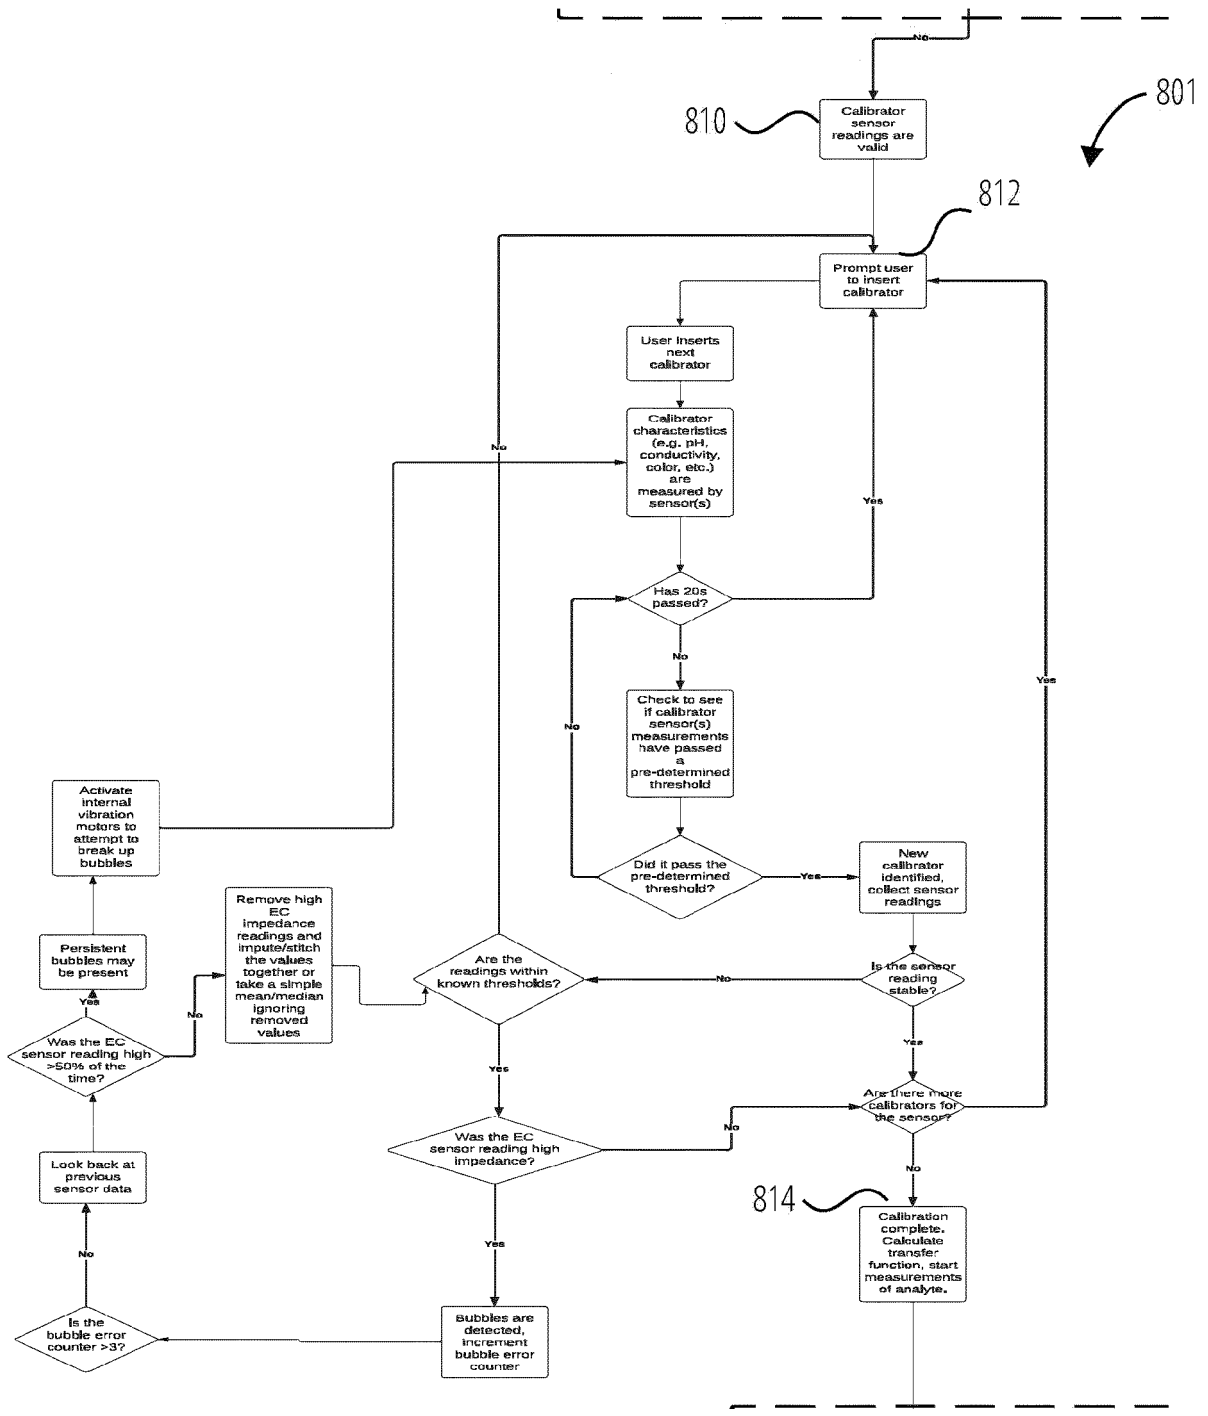 No
801
810
Calibrator
sensor
readings are
valid
812
Prompt user
to insert
calibrator
User Inserts
next
calibrator
Calibrator
characteristics
(e.g. pH,
conductivity,
color, etc.)
are
measured by
sensor(s)
No
Yes
Has 20s
passed?
No
Yes
Check to see
if calibrator
sensor(s)
measurements
have passed
a
pre-determined
threshold
No
Activate
internal
vibration
motors to
attempt to
break up
bubbles
Did it pass the
pre-determined
threshold?
Yes
New
calibrator
identified,
collect sensor
readings
Remove high
EC
impedance
readings and
impute/stitch
the values
together or
take a simple
mean/median
ignoring
removed
values
Persistent
bubbles may
be present
Are the
readings within
known thresholds?
No
Is the sensor
reading
stable?
Yes
No
Was the EC
sensor reading high
>50% of the
time?
Yes
Yes
Are there more
calibrators for
the sensor?
Was the EC
sensor reading high
impedance?
No
No
Look back at
previous
sensor data
814
Calibration
complete.
Calculate
transfer
function, start
measurements
of analyte.
No
Yes
Is the
bubble error
counter >3?
Bubbles are
detected,
increment
bubble error
counter